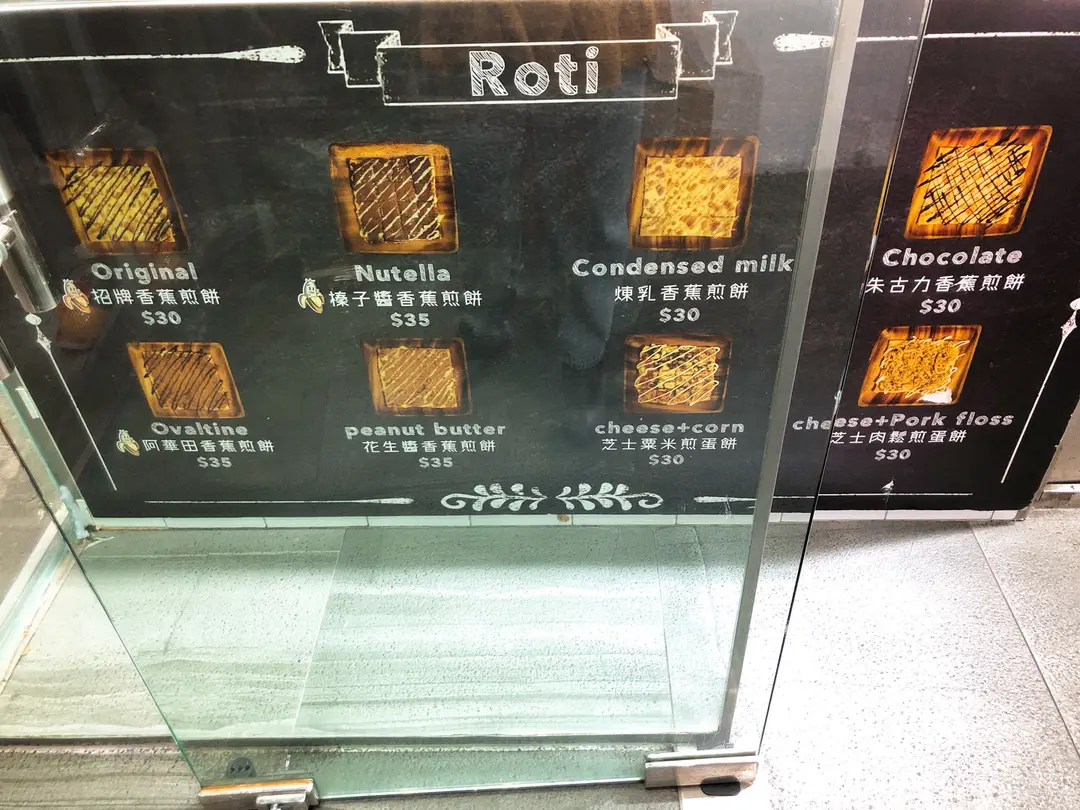 Roti
Original
招牌香蕉煎餅
$30
Nutella
榛子醬香蕉煎餅
$35
Condensed milk
煉乳香蕉煎餅
$30
Chocolate
朱古力香蕉煎餅
$30
Ovaltine
阿華田香蕉煎餅
$35
peanut butter
花生醬香蕉煎餅
$35
cheese+corn
芝士粟米煎蛋餅
$30
cheese+Pork floss
芝士肉鬆煎蛋餅
$30